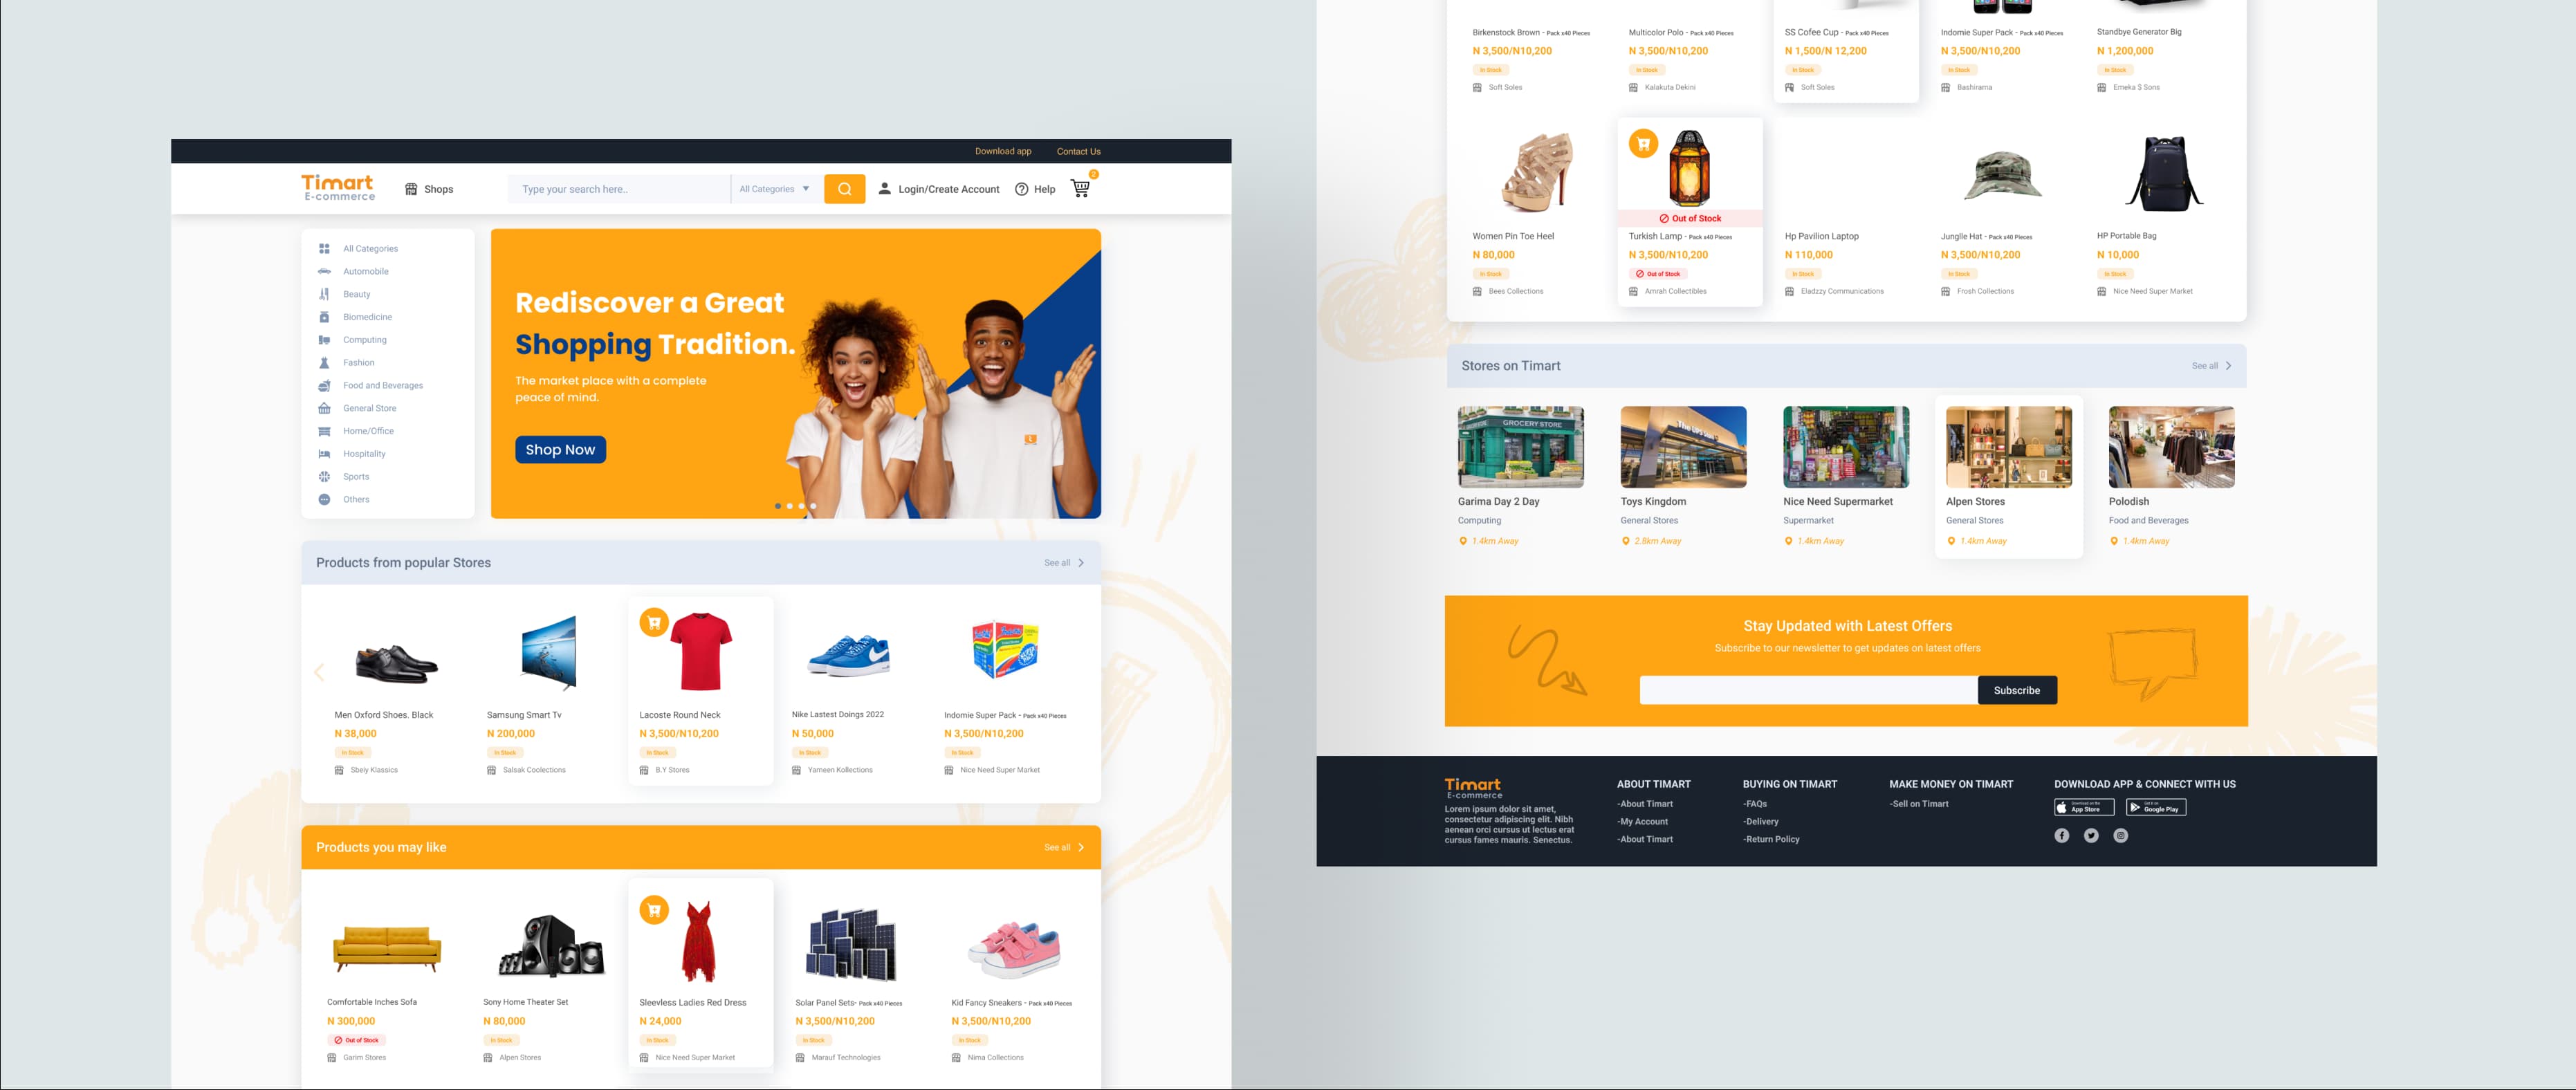 Download app Contact Us
Timart
E-commerce
Shops
Type your search here..
All Categories
Login/Create Account
Help
2
All Categories
Automobile
Beauty
Biomedicine
Computing
Fashion
Food and Beverages
General Store
Home/Office
Hospitality
Sports
Others
Rediscover a Great
Shopping Tradition.
The market place with a complete
peace of mind.
Shop Now
Products from popular Stores
See all
Men Oxford Shoes. Black
N 38,000
In Stock
Sbeiy Klassics
Samsung Smart Tv
N 200,000
In Stock
Salsak Coolections
Lacoste Round Neck
N 3,500/N10,200
In Stock
B.Y Stores
Nike Lastest Doings 2022
N 50,000
In Stock
Yameen Kollections
Indomie Super Pack - Pack x40 Pieces
N 3,500/N10,200
In Stock
Nice Need Super Market
Products you may like
See all
Comfortable Inches Sofa
N 300,000
Out of Stock
Garim Stores
Sony Home Theater Set
N 80,000
In Stock
Alpen Stores
Sleevless Ladies Red Dress
N 24,000
In Stock
Nice Need Super Market
Solar Panel Sets- Pack x40 Pieces
N 3,500/N10,200
In Stock
Marauf Technologies
Kid Fancy Sneakers - Pack x40 Pieces
N 3,500/N10,200
In Stock
Nima Collections
Birkenstock Brown - Pack x40 Pieces
N 3,500/N10,200
In Stock
Soft Soles
Multicolor Polo - Pack x40 Pieces
N 3,500/N10,200
In Stock
Kalakuta Dekini
SS Cofee Cup - Pack x40 Pieces
N 1,500/N 12,200
In Stock
Soft Soles
Indomie Super Pack - Pack x40 Pieces
N 3,500/N10,200
In Stock
Bashirama
Standbye Generator Big
N 1,200,000
In Stock
Emeka $ Sons
Women Pin Toe Heel
N 80,000
In Stock
Bees Collections
Out of Stock
Turkish Lamp - Pack x40 Pieces
N 3,500/N10,200
Out of Stock
Amrah Collectibles
Hp Pavilion Laptop
N 110,000
In Stock
Eladzzy Communications
Junglle Hat - Pack x40 Pieces
N 3,500/N10,200
In Stock
Frosh Collections
HP Portable Bag
N 10,000
In Stock
Nice Need Super Market
Stores on Timart
See all
GROCERY STORE
Garima Day 2 Day
Computing
1.4km Away
Toys Kingdom
General Stores
2.8km Away
Nice Need Supermarket
Supermarket
1.4km Away
Alpen Stores
General Stores
1.4km Away
Polodish
Food and Beverages
1.4km Away
Stay Updated with Latest Offers
Subscribe to our newsletter to get updates on latest offers
Subscribe
Timart
E-commerce
Lorem ipsum dolor sit amet,
consectetur adipiscing elit. Nibh
aenean orci cursus ut lectus erat
cursus fames mauris. Senectus.
ABOUT TIMART
-About Timart
-My Account
-About Timart
BUYING ON TIMART
-FAQs
-Delivery
-Return Policy
MAKE MONEY ON TIMART
-Sell on Timart
DOWNLOAD APP & CONNECT WITH US
Download on the
App Store
Get it on
Google Play